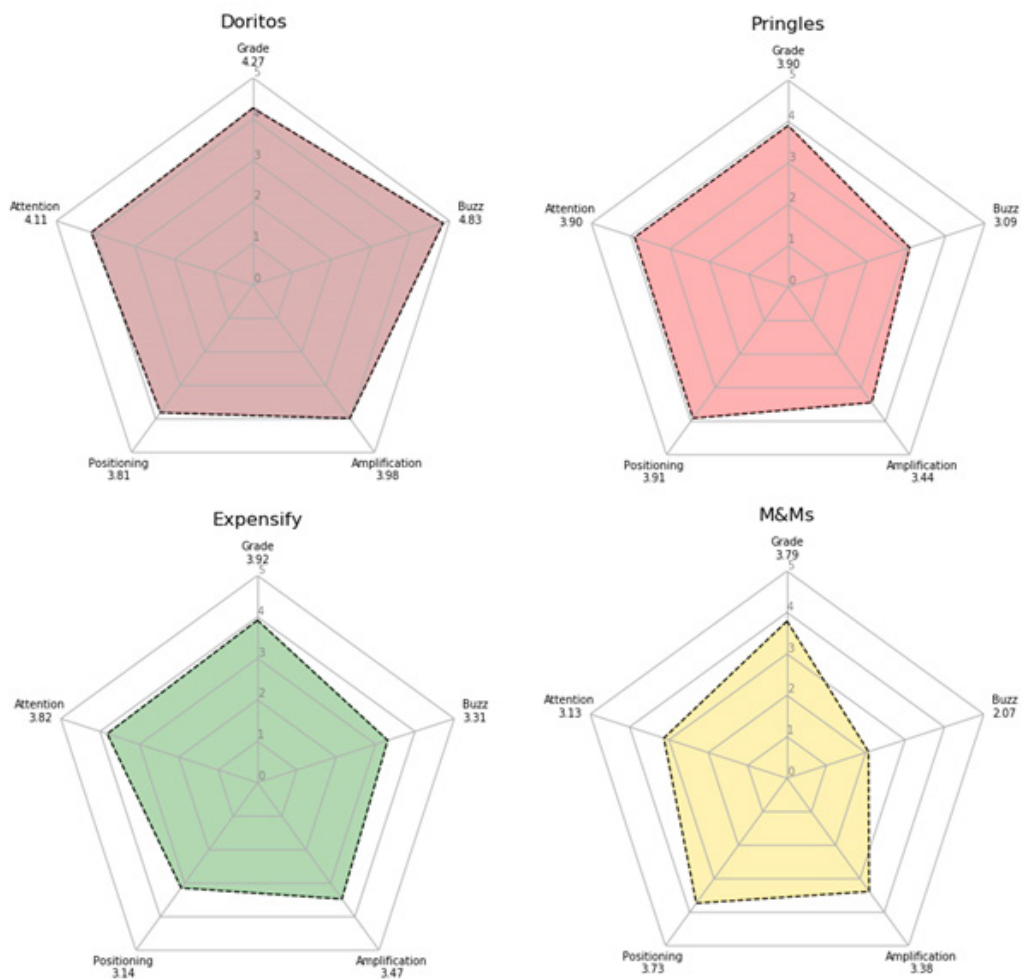 Doritos
Grade
4.27
5
4
3
2
1
0
Attention
4.11
Buzz
4.83
Positioning
3.81
Amplification
3.98
Pringles
Grade
3.90
5
4
3
2
1
0
Attention
3.90
Buzz
3.09
Positioning
3.91
Amplification
3.44
Expensify
Grade
3.92
5
4
3
2
1
0
Attention
3.82
Buzz
3.31
Positioning
3.14
Amplification
3.47
M&Ms
Grade
3.79
5
4
3
2
1
0
Attention
3.13
Buzz
2.07
Positioning
3.73
Amplification
3.38